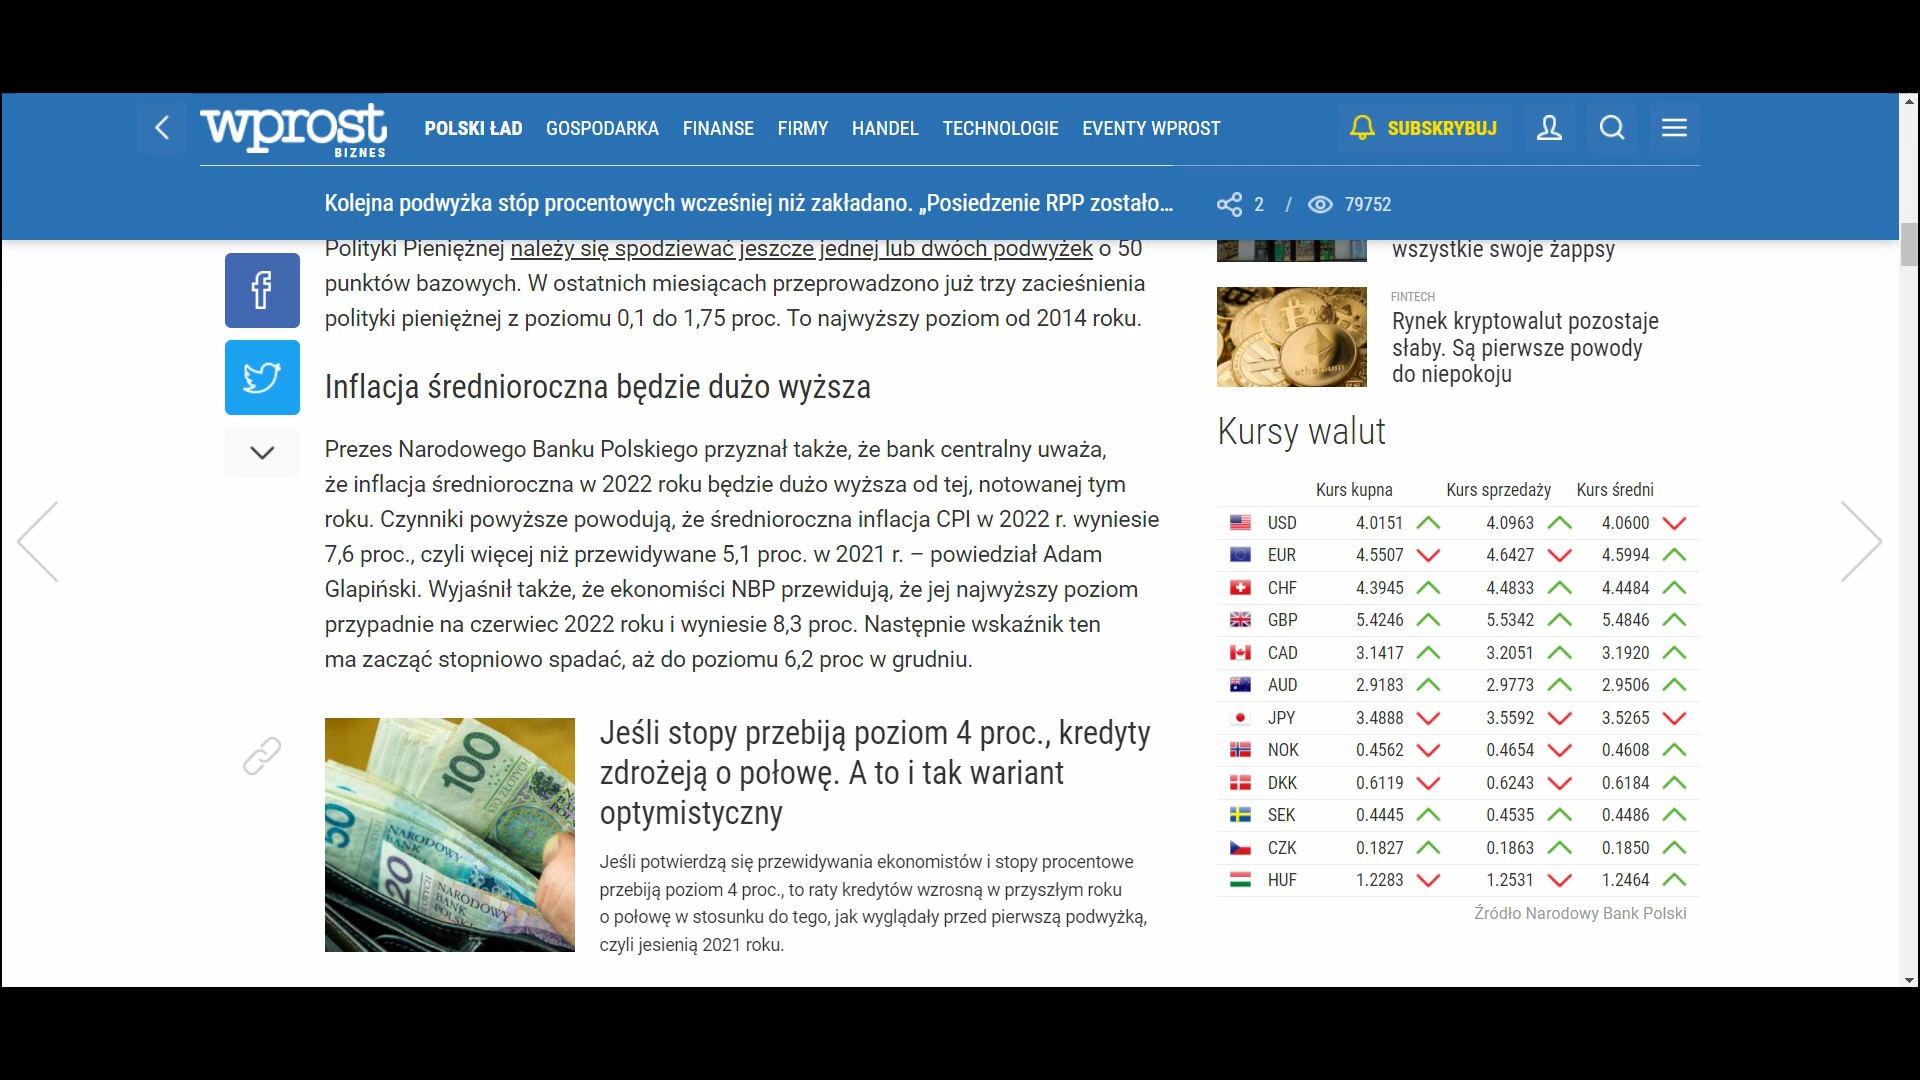 wprost
BIZNES
POLSKI ŁAD GOSPODARKA FINANSE FIRMY HANDEL TECHNOLOGIE EVENTY WPROST
SUBSKRYBUJ
Kolejna podwyżka stóp procentowych wcześniej niż zakładano. „Posiedzenie RPP zostało...
2 / 79752
Polityki Pieniężnej należy się spodziewać jeszcze jednej lub dwóch podwyżek o 50
punktów bazowych. W ostatnich miesiącach przeprowadzono już trzy zacieśnienia
polityki pieniężnej z poziomu 0,1 do 1,75 proc. To najwyższy poziom od 2014 roku.
Inflacja średnioroczna będzie dużo wyższa
Prezes Narodowego Banku Polskiego przyznał także, że bank centralny uważa,
że inflacja średnioroczna w 2022 roku będzie dużo wyższa od tej, notowanej tym
roku. Czynniki powyższe powodują, że średnioroczna inflacja CPI w 2022 r. wyniesie
7,6 proc., czyli więcej niż przewidywane 5,1 proc. w 2021 r. – powiedział Adam
Glapiński. Wyjaśnił także, że ekonomiści NBP przewidują, że jej najwyższy poziom
przypadnie na czerwiec 2022 roku i wyniesie 8,3 proc. Następnie wskaźnik ten
ma zacząć stopniowo spadać, aż do poziomu 6,2 proc w grudniu.
100
STO ZŁOTYCH
50
NARODOWY
BANK
20
NARODOWY
BANK
Jeśli stopy przebiją poziom 4 proc., kredyty
zdrożeją o połowę. A to i tak wariant
optymistyczny
Jeśli potwierdzą się przewidywania ekonomistów i stopy procentowe
przebiją poziom 4 proc., to raty kredytów wzrosną w przyszłym roku
o połowę w stosunku do tego, jak wyglądały przed pierwszą podwyżką,
czyli jesienią 2021 roku.
wszystkie swoje żappsy
FINTECH
Rynek kryptowalut pozostaje
słaby. Są pierwsze powody
do niepokoju
ethereum
Kursy walut
Kurs kupna Kurs sprzedaży Kurs średni
USD 4.0151 4.0963 4.0600
EUR 4.5507 4.6427 4.5994
CHF 4.3945 4.4833 4.4484
GBP 5.4246 5.5342 5.4846
CAD 3.1417 3.2051 3.1920
AUD 2.9183 2.9773 2.9506
JPY 3.4888 3.5592 3.5265
NOK 0.4562 0.4654 0.4608
DKK 0.6119 0.6243 0.6184
SEK 0.4445 0.4535 0.4486
CZK 0.1827 0.1863 0.1850
HUF 1.2283 1.2531 1.2464
Źródło Narodowy Bank Polski